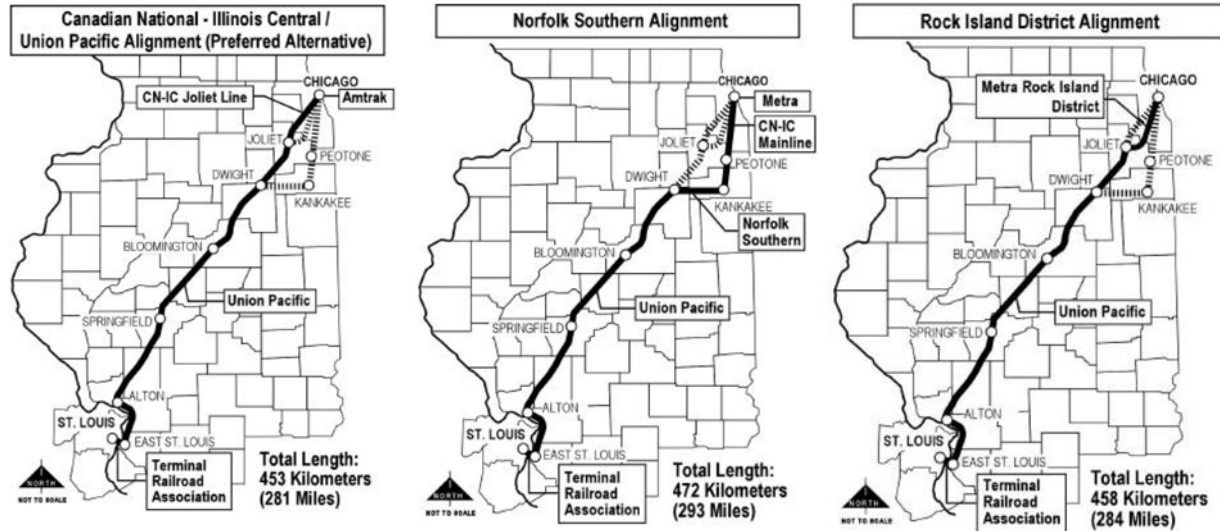 Canadian National - Illinois Central /
Union Pacific Alignment (Preferred Alternative)
CHICAGO
CN-IC Joliet Line
Amtrak
JOLIET
PEOTONE
DWIGHT
KANKAKEE
BLOOMINGTON
Union Pacific
SPRINGFIELD
ALTON
ST. LOUIS
EAST ST. LOUIS
NORTH
NOT TO SCALE
Terminal
Railroad
Association
Total Length:
453 Kilometers
(281 Miles)
Norfolk Southern Alignment
CHICAGO
Metra
CN-IC
Mainline
JOLIET
PEOTONE
DWIGHT
KANKAKEE
Norfolk
Southern
BLOOMINGTON
Union Pacific
SPRINGFIELD
ALTON
ST. LOUIS
EAST ST. LOUIS
NORTH
NOT TO SCALE
Terminal
Railroad
Association
Total Length:
472 Kilometers
(293 Miles)
Rock Island District Alignment
CHICAGO
Metra Rock Island
District
JOLIET
PEOTONE
DWIGHT
KANKAKEE
BLOOMINGTON
Union Pacific
SPRINGFIELD
ALTON
ST. LOUIS
EAST ST. LOUIS
NORTH
NOT TO SCALE
Terminal
Railroad
Association
Total Length:
458 Kilometers
(284 Miles)